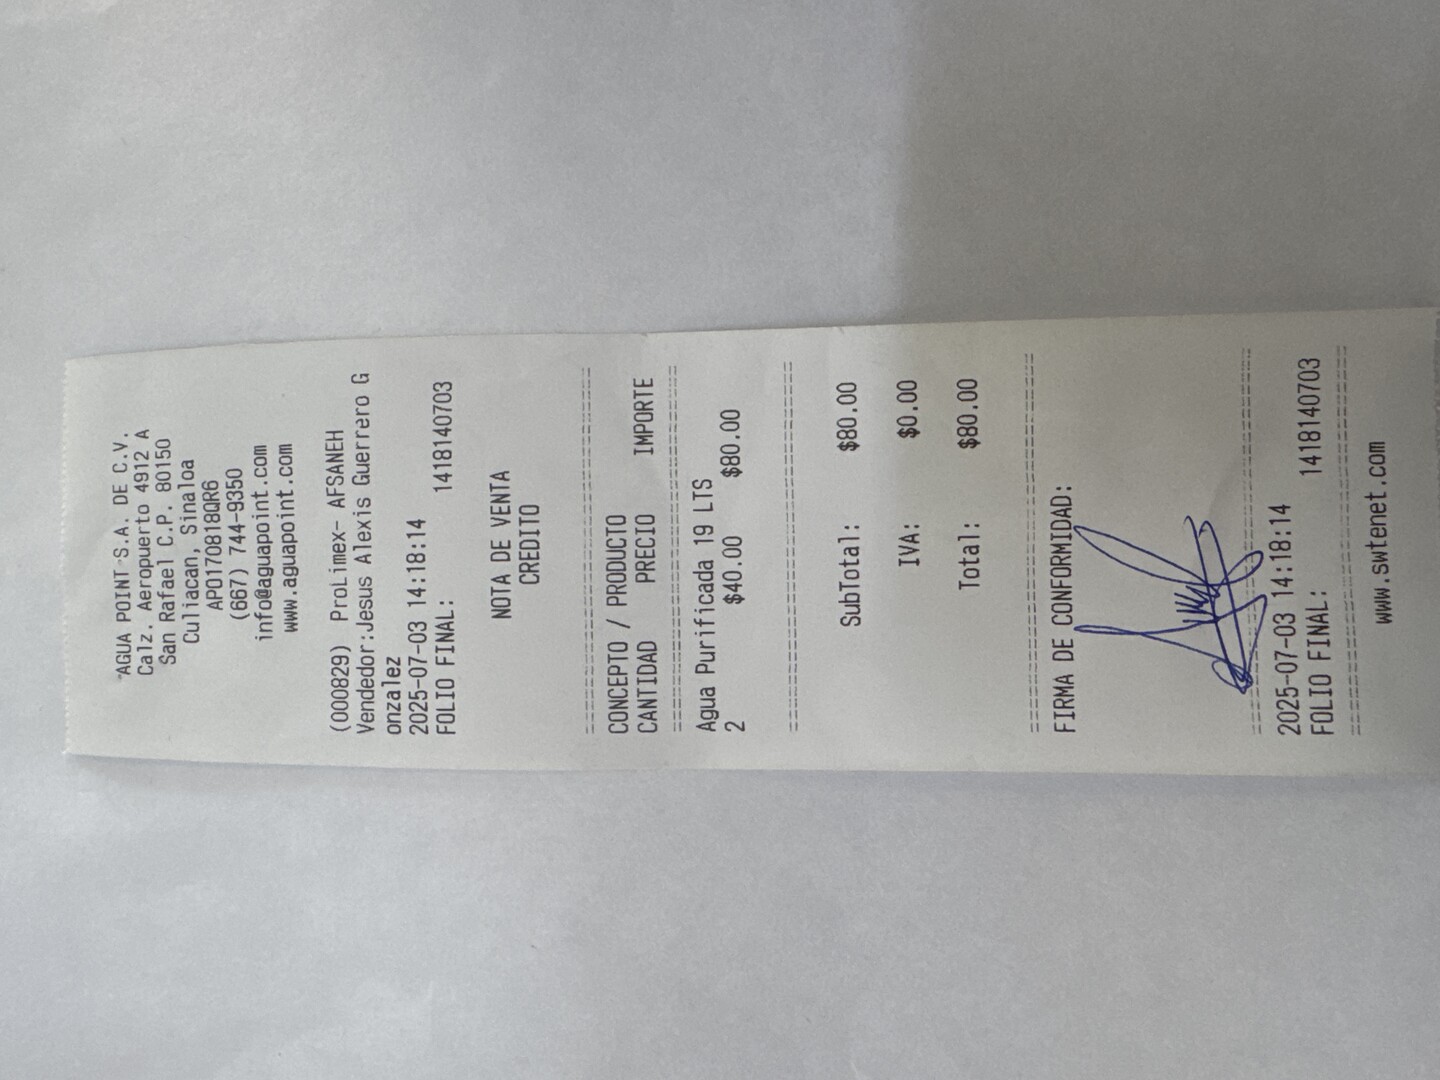 AGUA POINT S.A. DE C.V.
Calz. Aeropuerto 4912 A
San Rafael C.P. 80150
Culiacan, Sinaloa
APO170818QR6
(667) 744-9350
info@aguapoint.com
www.aguapoint.com
(000829) ProLimex- AFSANEH
Vendedor:Jesus Alexis Guerrero G
onzalez
2025-07-03 14:18:14
FOLIO FINAL: 1418140703
NOTA DE VENTA
CREDITO
================================
CONCEPTO / PRODUCTO
CANTIDAD PRECIO IMPORTE
================================
Agua Purificada 19 LTS
2 $40.00 $80.00
================================
SubTotal: $80.00
IVA: $0.00
Total: $80.00
================================
FIRMA DE CONFORMIDAD:
================================
2025-07-03 14:18:14
FOLIO FINAL: 1418140703
================================
www.swtenet.com